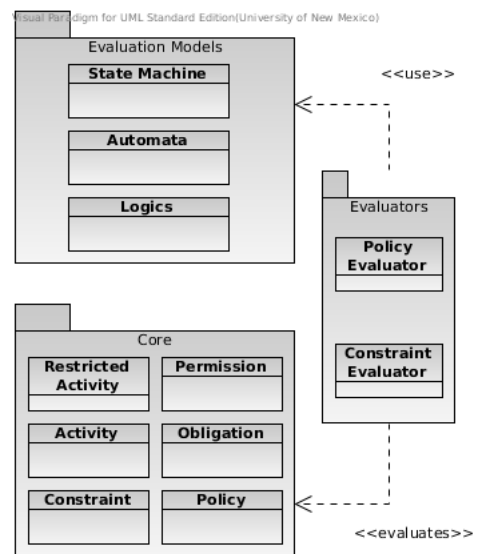 Visual Paradigm for UML Standard Edition(University of New Mexico)
Evaluation Models
State Machine
Automata
Logics
<<use>>
Evaluators
Policy
Evaluator
Constraint
Evaluator
Core
Restricted
Activity
Permission
Activity
Obligation
Constraint
Policy
<<evaluates>>